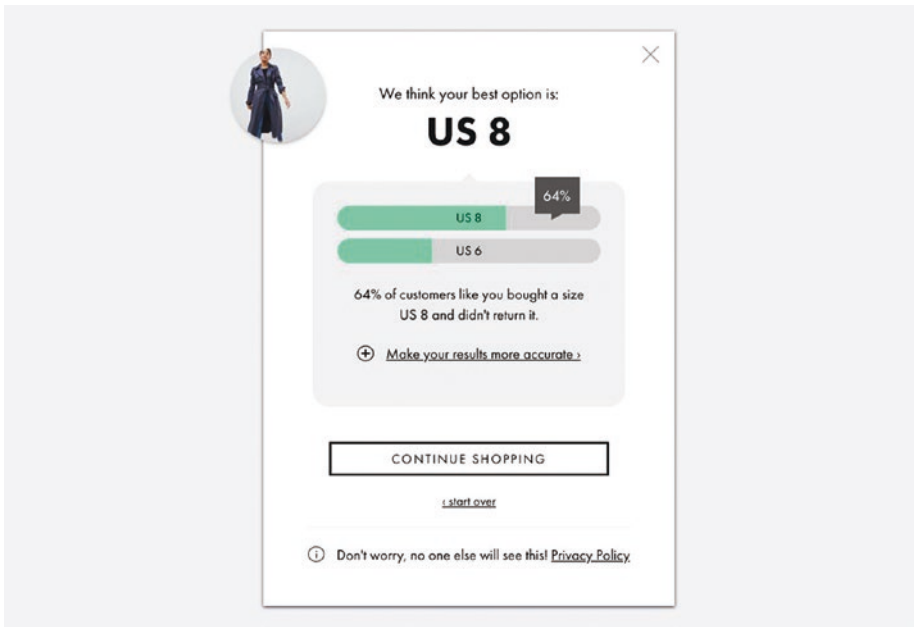 We think your best option is:
US 8
64%
US 8
US 6
64% of customers like you bought a size
US 8 and didn't return it.
Make your results more accurate ›
CONTINUE SHOPPING
‹ start over
Don't worry, no one else will see this! Privacy Policy